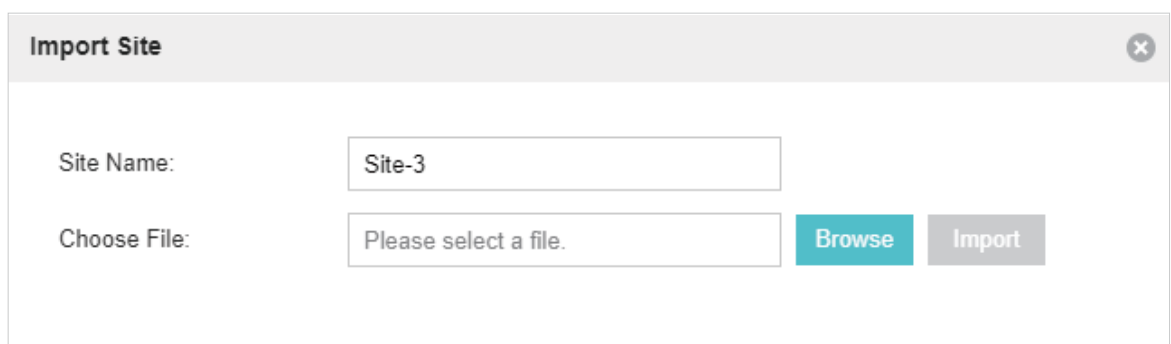 Import Site
Site Name:
Site-3
Choose File:
Please select a file.
Browse
Import